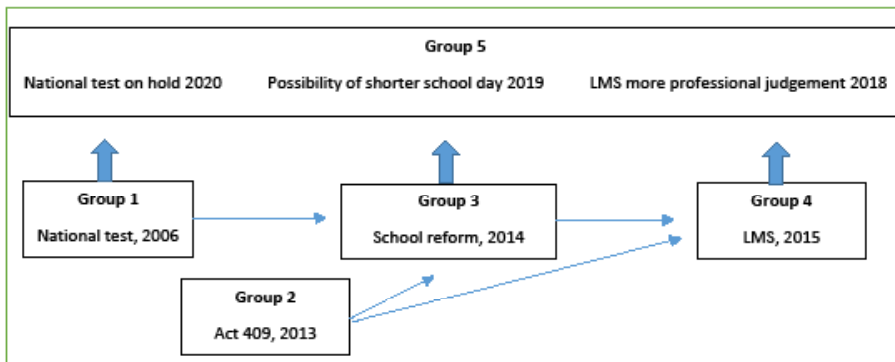 Group 5
National test on hold 2020 Possibility of shorter school day 2019 LMS more professional judgement 2018
Group 1
National test, 2006
Group 3
School reform, 2014
Group 4
LMS, 2015
Group 2
Act 409, 2013